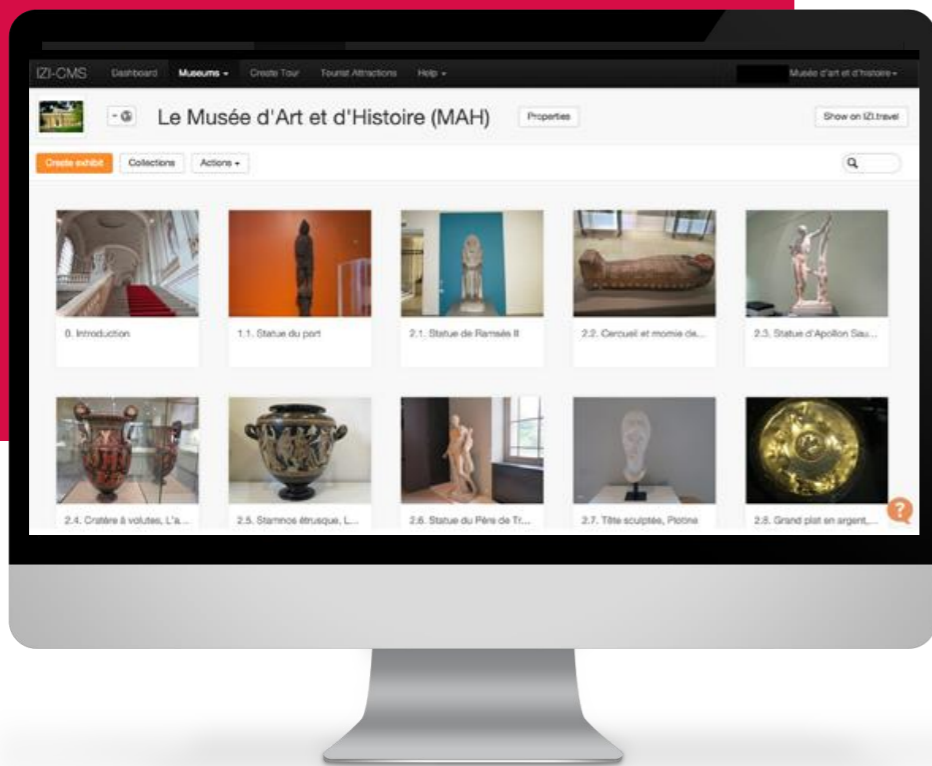 IZI-CMS Dashboard Museums Create Tour Tourist Attractions Help Musée d'art et d'histoire
Le Musée d'Art et d'Histoire (MAH) Properties Show on IZI.travel
Create exhibit Collections Actions
0. Introduction 1.1. Statue du port 2.1. Statue de Ramsès II 2.2. Cercueil et momie de... 2.3. Statue d'Apollon Sau...
2.4. Cratère à volutes, L'a... 2.5. Stamnos étrusque, L... 2.6. Statue du Père de Tr... 2.7. Tête sculptée, Plotine 2.8. Grand plat en argent,...
?